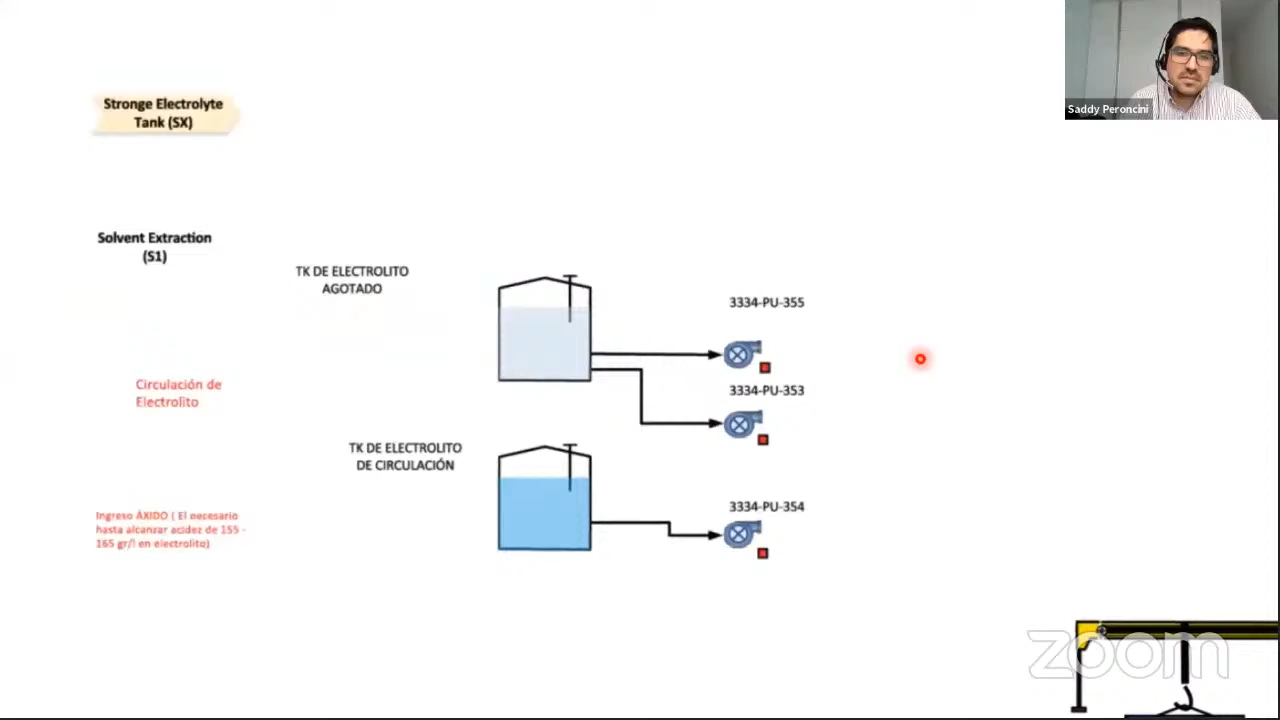 Saddy Peroncini
Stronge Electrolyte
Tank (SX)
Solvent Extraction
(S1)
TK DE ELECTROLITO
AGOTADO
3334-PU-355
Circulación de
Electrolito
3334-PU-353
TK DE ELECTROLITO
DE CIRCULACIÓN
3334-PU-354
Ingreso ÁXIDO ( El necesario
hasta alcanzar acidez de 155 -
165 gr/l en electrolito)
zoom